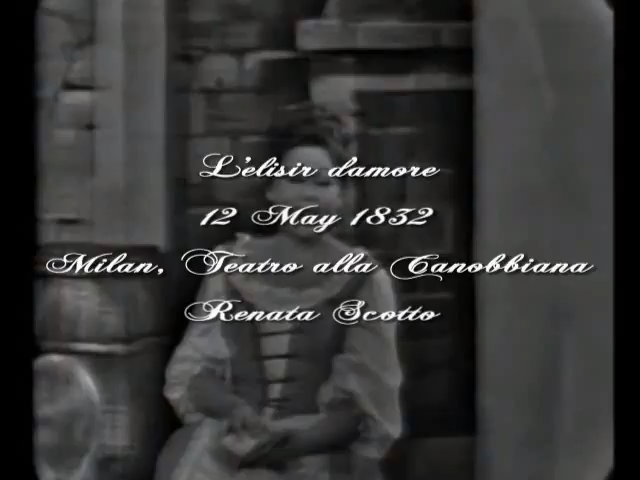 L'elisir d'amore
12 May 1832
Milan, Teatro alla Canobbiana
Renata Scotto